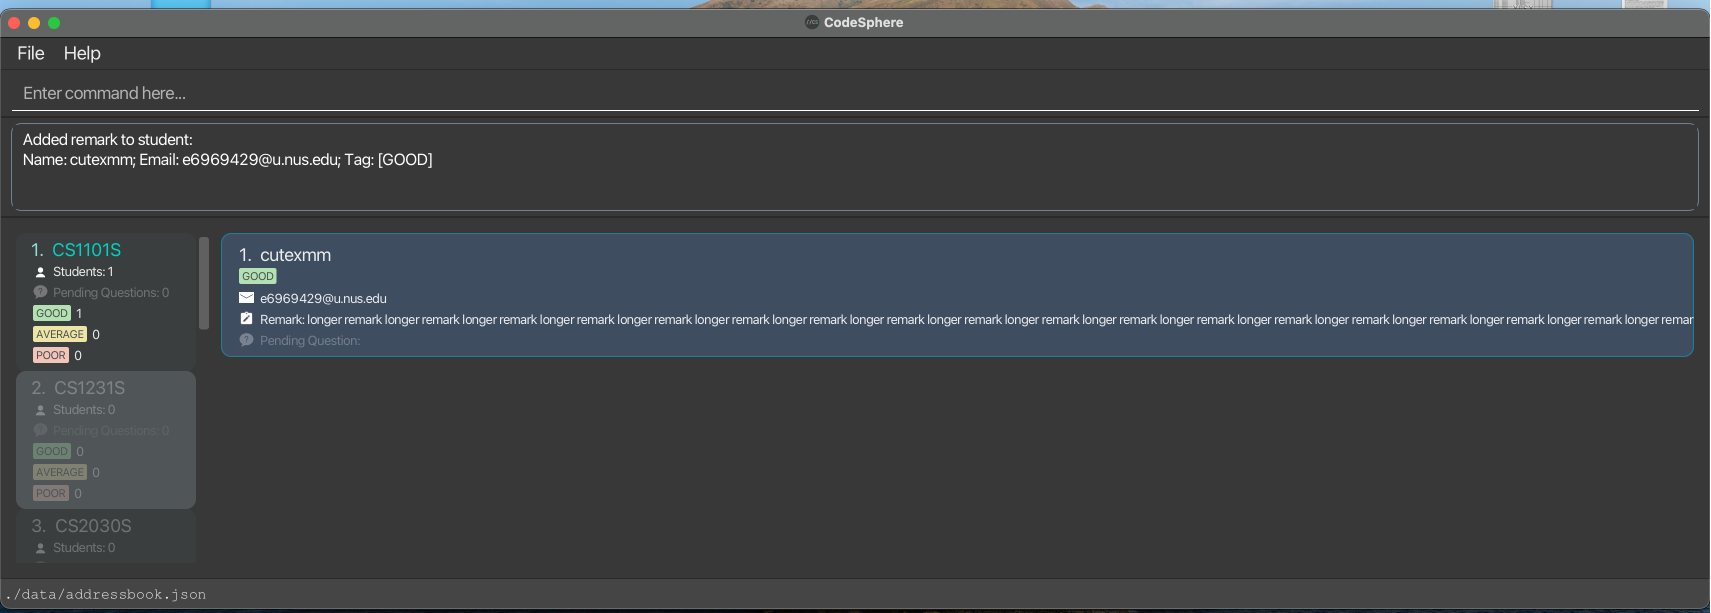 CodeSphere
File Help
Enter command here...
Added remark to student:
Name: cutexmm; Email: e6969429@u.nus.edu; Tag: [GOOD]
1. CS1101S
Students: 1
Pending Questions: 0
GOOD 1
AVERAGE 0
POOR 0
2. CS1231S
Students: 0
Pending Questions: 0
GOOD 0
AVERAGE 0
POOR 0
3. CS2030S
Students: 0
1. cutexmm
GOOD
e6969429@u.nus.edu
Remark: longer remark longer remark longer remark longer remark longer remark longer remark longer remark longer remark longer remark longer remark longer remark longer remark longer remark longer remark longer remark longer remark longer remark longer remar
Pending Question:
./data/addressbook.json